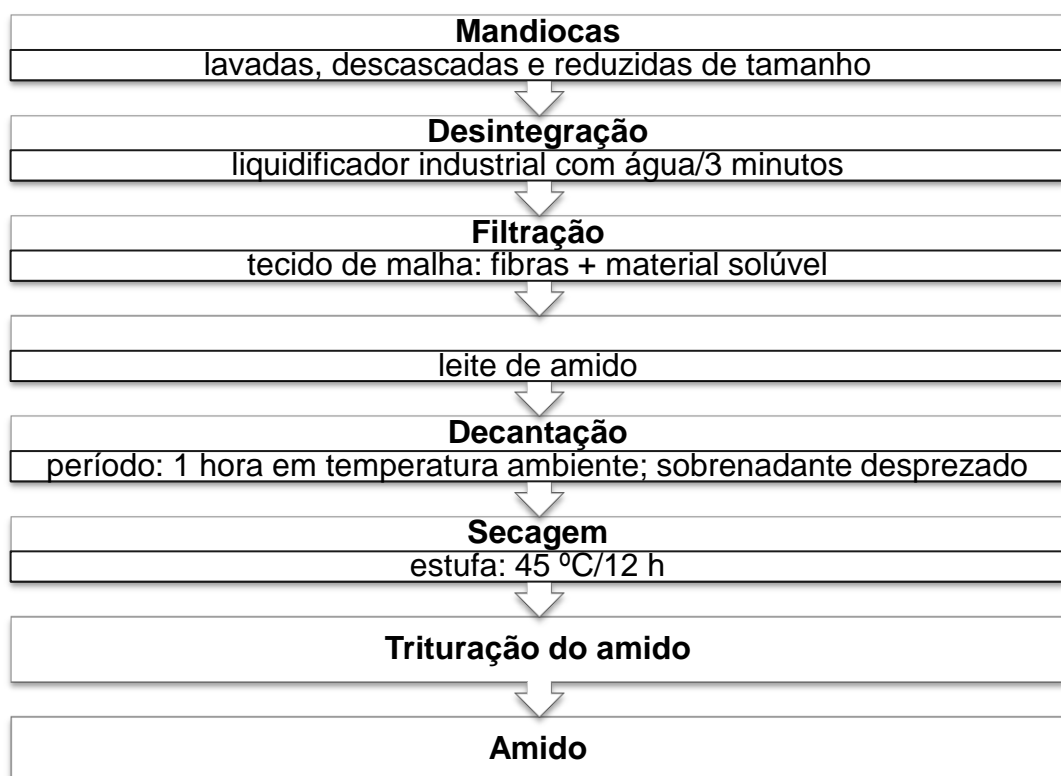 Mandiocas
lavadas, descascadas e reduzidas de tamanho
Desintegração
liquidificador industrial com água/3 minutos
Filtração
tecido de malha: fibras + material solúvel
leite de amido
Decantação
período: 1 hora em temperatura ambiente; sobrenadante desprezado
Secagem
estufa: 45 ºC/12 h
Trituração do amido
Amido